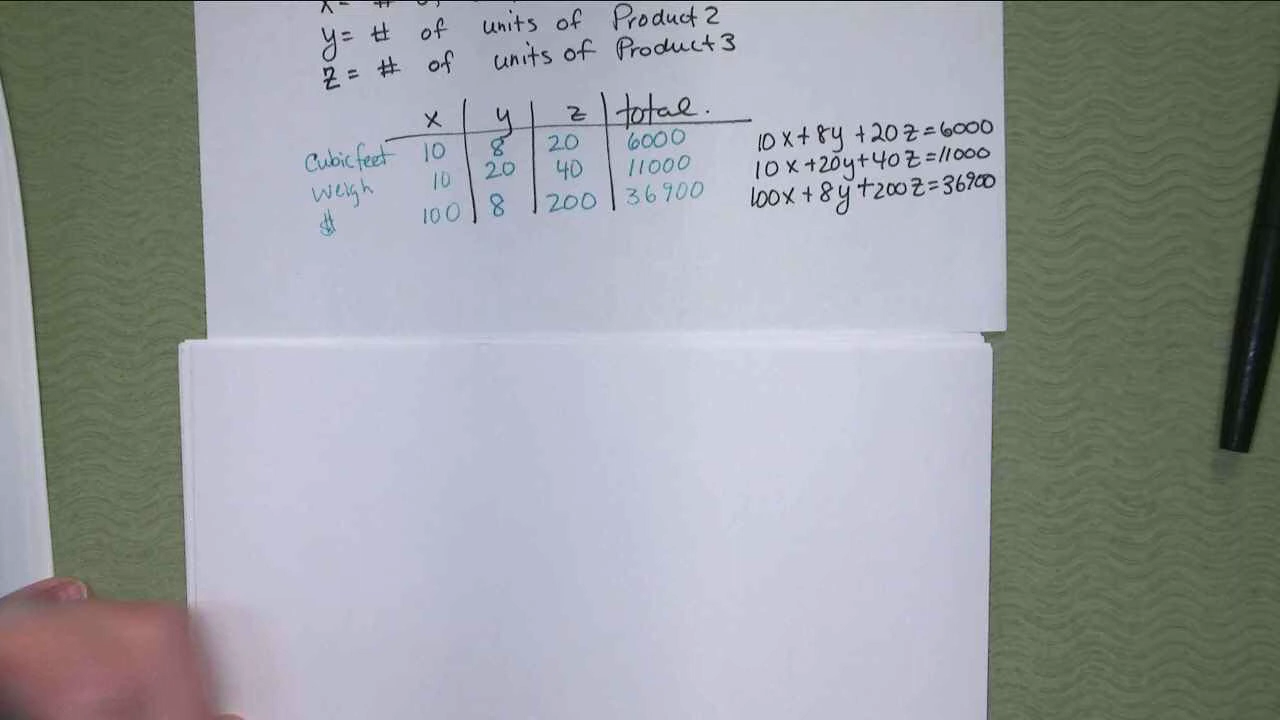 x= # of
y= # of units of Product 2
z= # of units of Product 3
x y z total.
Cubic feet 10 8 20 6000 10x+8y+20z=6000
Weigh 10 20 40 11000 10x+20y+40z=11000
$ 100 8 200 36900 100x+8y+200z=36900